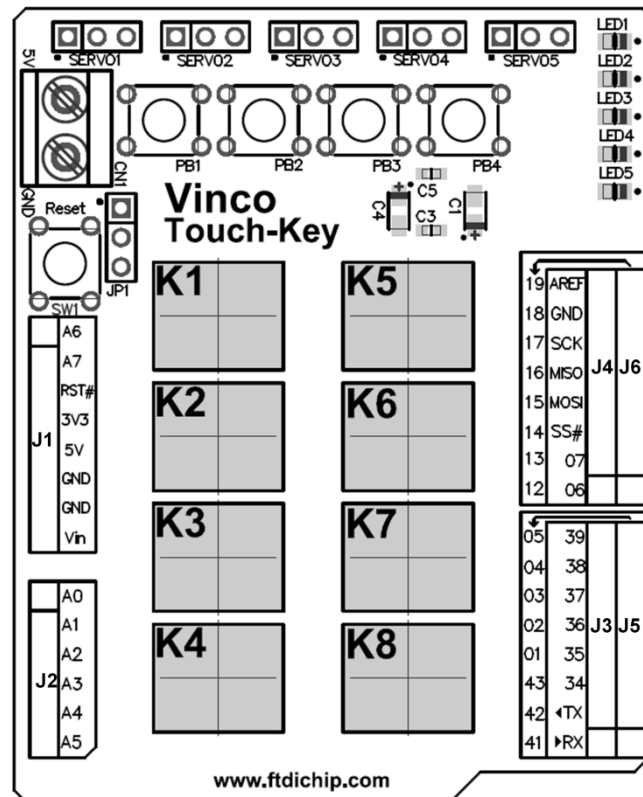 SERVO1 SERVO2 SERVO3 SERVO4 SERVO5
LED1
LED2
LED3
LED4
LED5
5V
GND
CN1
PB1 PB2 PB3 PB4
C5
C4 C3 C1
Reset
SW1
JP1
Vinco
Touch-Key
K1 K5
K2 K6
K3 K7
K4 K8
J1
A6
A7
RST#
3V3
5V
GND
GND
Vin
J2
A0
A1
A2
A3
A4
A5
19 AREF
18 GND
17 SCK
16 MISO
15 MOSI
14 SS#
13 07
12 06
J4 J6
05 39
04 38
03 37
02 36
01 35
43 34
42 TX
41 RX
J3 J5
www.ftdichip.com